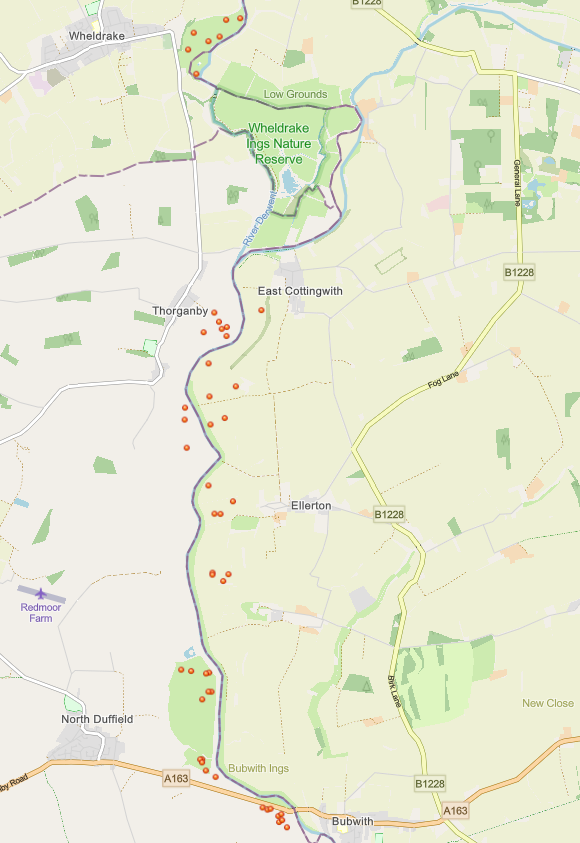 B1228
Wheldrake
Low Grounds
Wheldrake
Ings Nature
Reserve
General Lane
River Derwent
B1228
East Cottingwith
Thorganby
Fog Lane
Ellerton
B1228
Redmoor
Farm
Birk Lane
New Close
North Duffield
Bubwith Ings
A163
by Road
B1228
A163
Bubwith